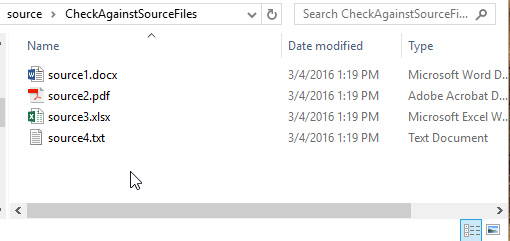 source > CheckAgainstSourceFiles
Search CheckAgainstSourceFi...
Name Date modified Type
source1.docx 3/4/2016 1:19 PM Microsoft Word D...
source2.pdf 3/4/2016 1:19 PM Adobe Acrobat D...
source3.xlsx 3/4/2016 1:19 PM Microsoft Excel W...
source4.txt 3/4/2016 1:19 PM Text Document